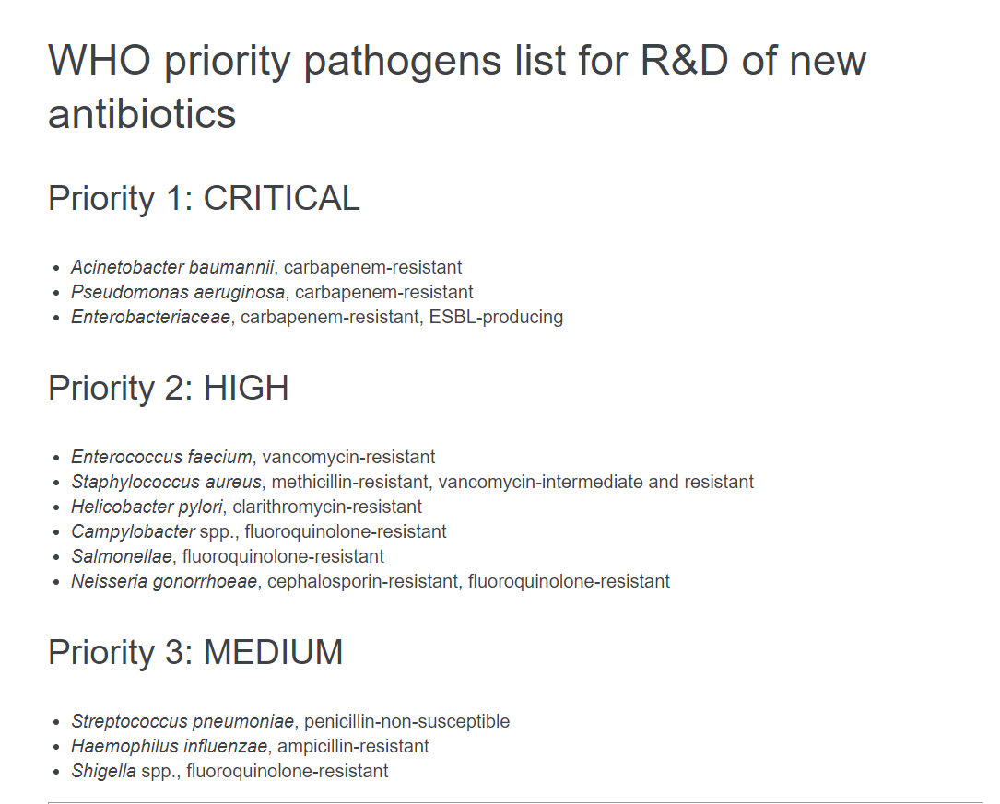 WHO priority pathogens list for R&D of new
antibiotics
Priority 1: CRITICAL
• Acinetobacter baumannii, carbapenem-resistant
• Pseudomonas aeruginosa, carbapenem-resistant
• Enterobacteriaceae, carbapenem-resistant, ESBL-producing
Priority 2: HIGH
• Enterococcus faecium, vancomycin-resistant
• Staphylococcus aureus, methicillin-resistant, vancomycin-intermediate and resistant
• Helicobacter pylori, clarithromycin-resistant
• Campylobacter spp., fluoroquinolone-resistant
• Salmonellae, fluoroquinolone-resistant
• Neisseria gonorrhoeae, cephalosporin-resistant, fluoroquinolone-resistant
Priority 3: MEDIUM
• Streptococcus pneumoniae, penicillin-non-susceptible
• Haemophilus influenzae, ampicillin-resistant
• Shigella spp., fluoroquinolone-resistant